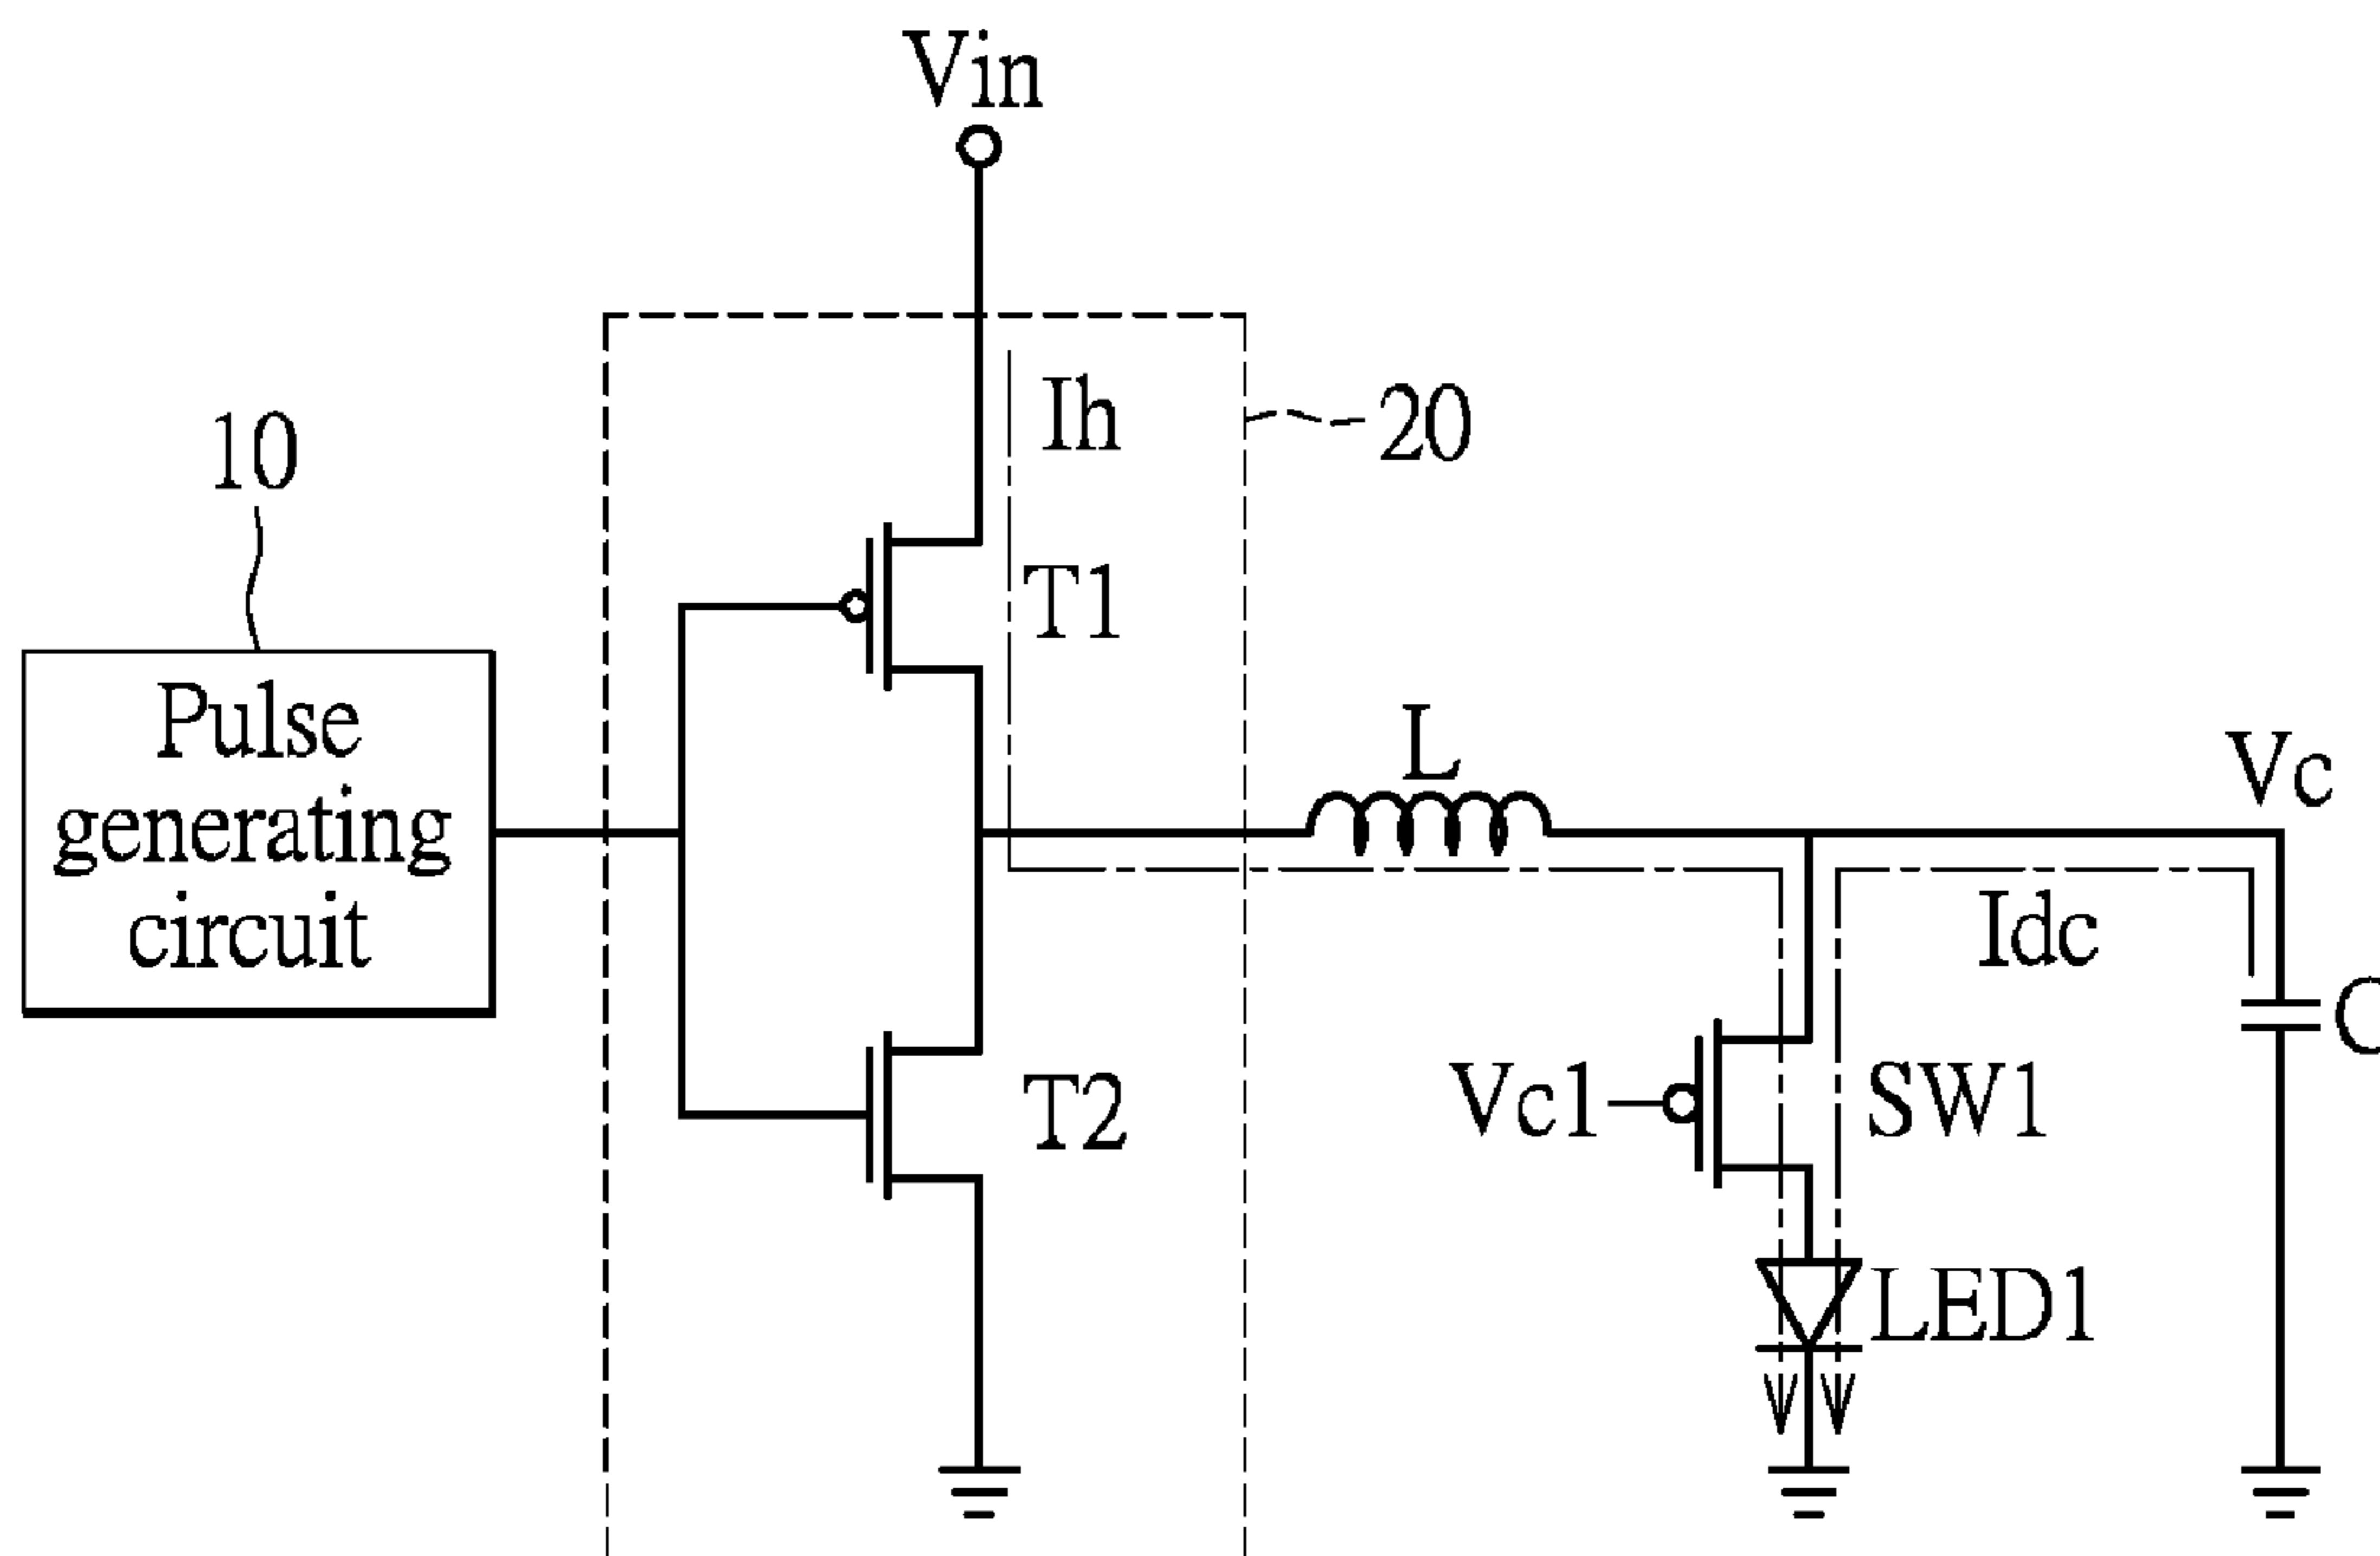 Vin
Ih
20
10
T1
Pulse
generating
circuit
L
Vc
Idc
T2
Vc1
SW1
LED1